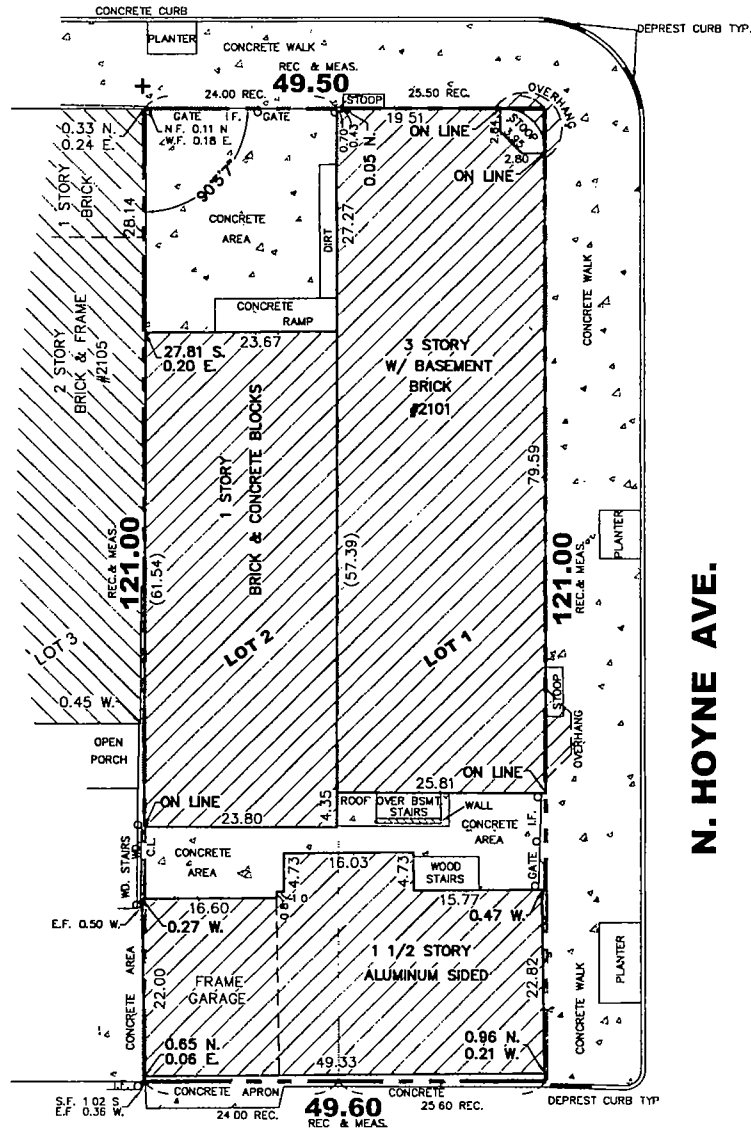 CONCRETE CURB
DEPREST CURB TYP.
PLANTER
CONCRETE WALK
REC & MEAS.
24.00 REC.
49.50
25.50 REC.
STOOP
OVERHANG
0.33 N.
0.24 E.
GATE I.F. GATE
N.F. 0.11 N
W.F. 0.18 E.
0.70
0.43
0.05 N.
19.51
ON LINE
2.84
STOOP
3.95
2.80
ON LINE
90°5'7"
1 STORY
BRICK
28.14
CONCRETE
AREA
DIRT
27.27
CONCRETE WALK
CONCRETE
RAMP
23.67
27.81 S.
0.20 E.
2 STORY
BRICK & FRAME
#2105
3 STORY
W/ BASEMENT
BRICK
#2101
1 STORY
BRICK & CONCRETE BLOCKS
79.59
PLANTER
121.00
REC.& MEAS.
(61.54)
(57.39)
121.00
REC.& MEAS.
N. HOYNE AVE.
LOT 3
LOT 2
LOT 1
0.45 W.
STOOP
OVERHANG
OPEN
PORCH
ON LINE
23.80
4.35
25.81
ON LINE
ROOF
OVER BSMT.
STAIRS
WALL
CONCRETE
AREA
I.F.
GATE
WD. STAIRS
WD.
C.L.
CONCRETE
AREA
4.73
16.03
4.73
WOOD
STAIRS
E.F. 0.50 W.
16.60
0.27 W.
15.77
0.47 W.
1 1/2 STORY
ALUMINUM SIDED
22.82
PLANTER
CONCRETE WALK
CONCRETE AREA
22.00
FRAME
GARAGE
0.65 N.
0.06 E.
0.96 N.
0.21 W.
49.33
I.F.
S.F. 1.02 S
E.F 0.36 W.
CONCRETE APRON
CONCRETE
24.00 REC.
49.60
25.60 REC.
REC & MEAS.
DEPREST CURB TYP